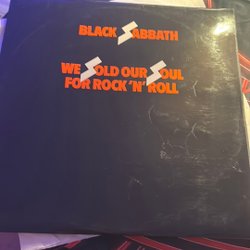 BLACK SABBATH
WE SOLD OUR SOUL
FOR ROCK 'N' ROLL